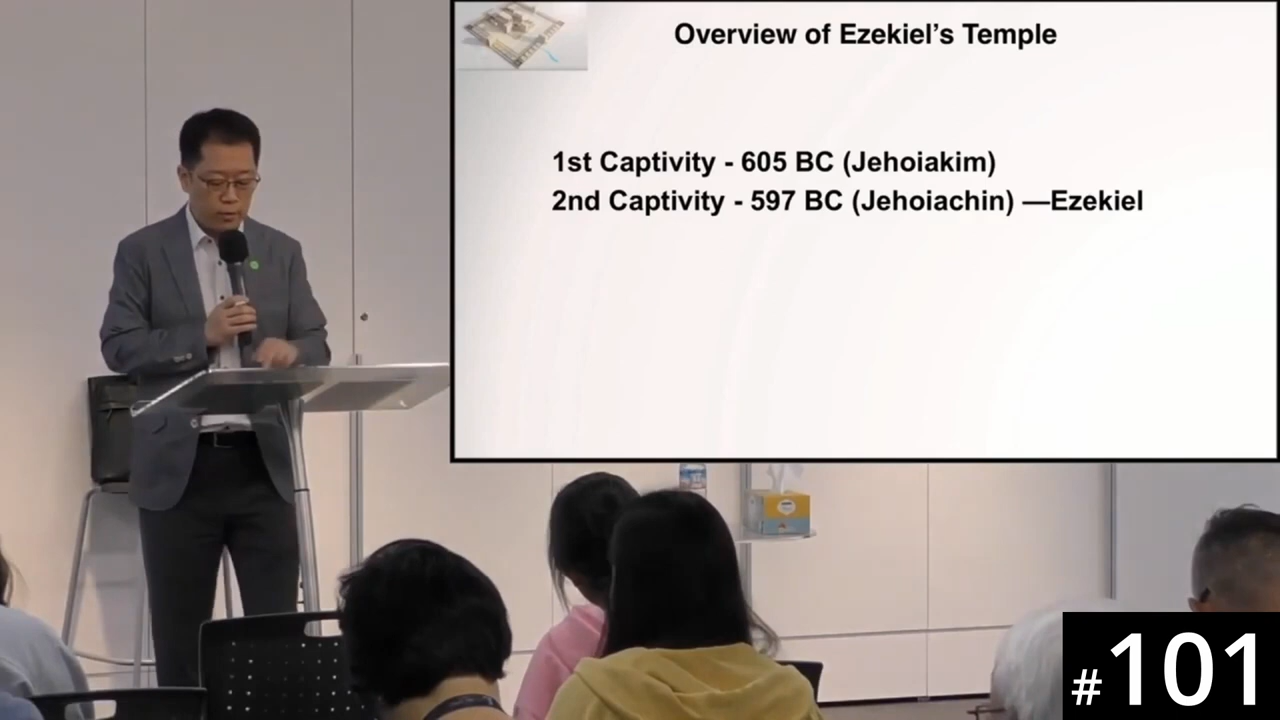 Overview of Ezekiel's Temple
1st Captivity - 605 BC (Jehoiakim)
2nd Captivity - 597 BC (Jehoiachin) —Ezekiel
#101